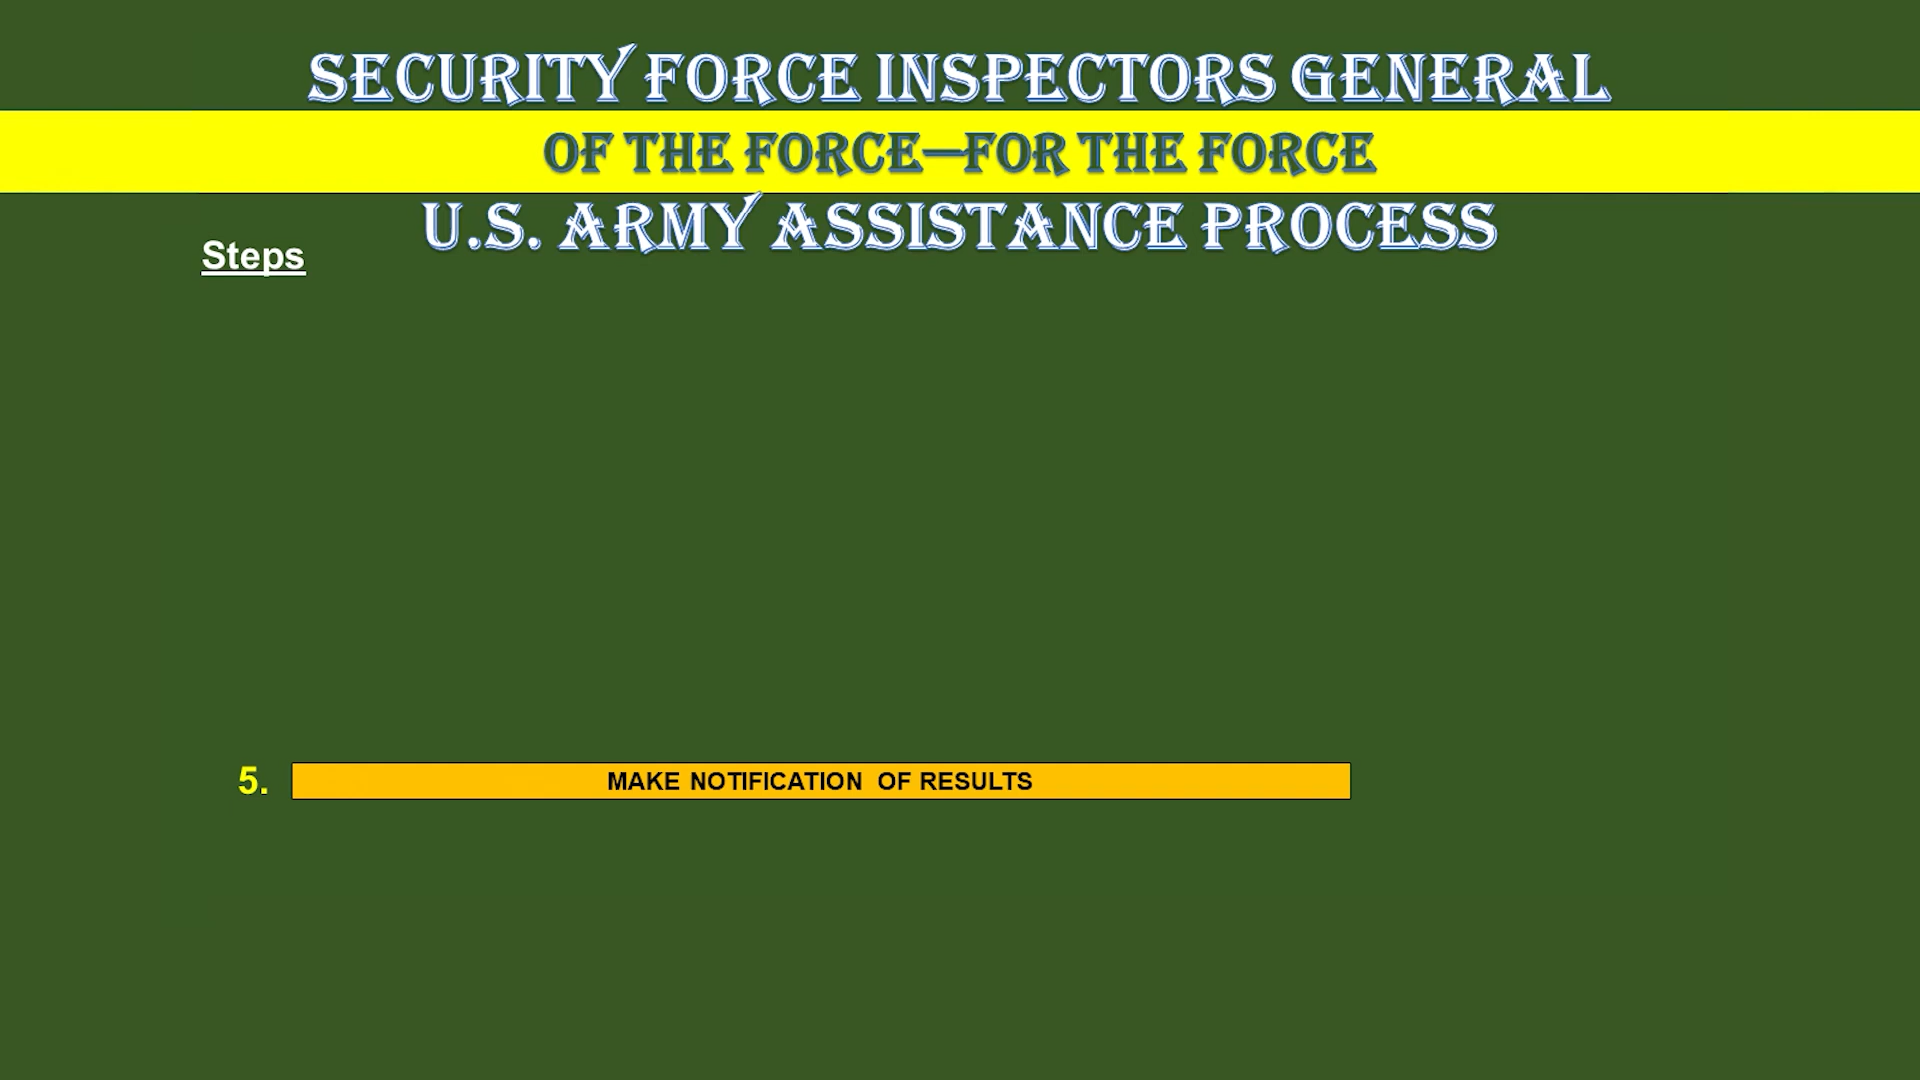 SECURITY FORCE INSPECTORS GENERAL
OF THE FORCE—FOR THE FORCE
U.S. ARMY ASSISTANCE PROCESS
Steps
5. MAKE NOTIFICATION OF RESULTS